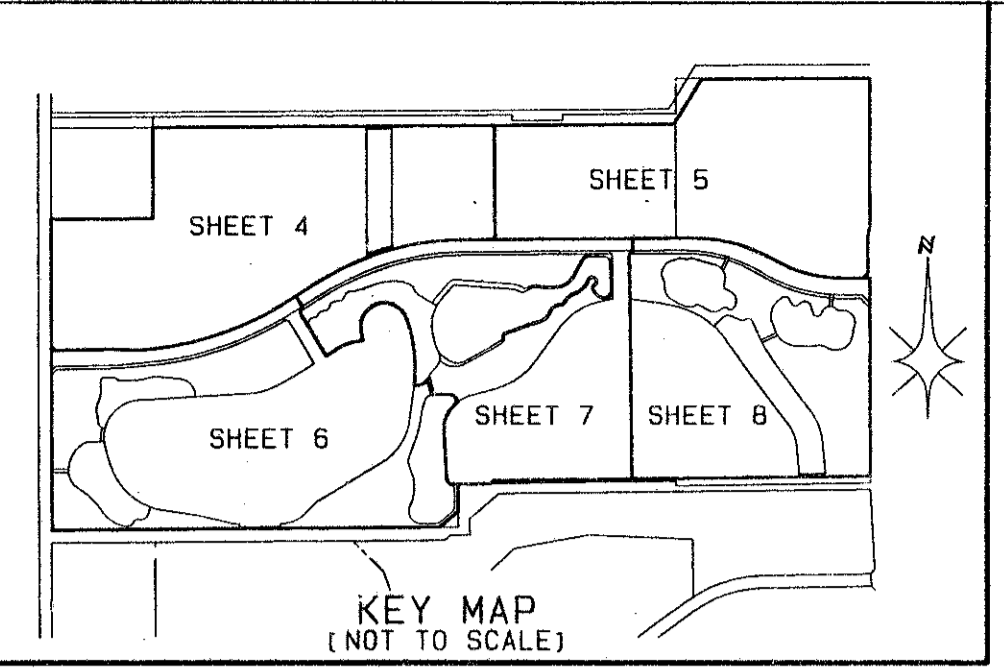 SHEET 5
SHEET 4
N
SHEET 7
SHEET 8
SHEET 6
KEY MAP
[NOT TO SCALE]